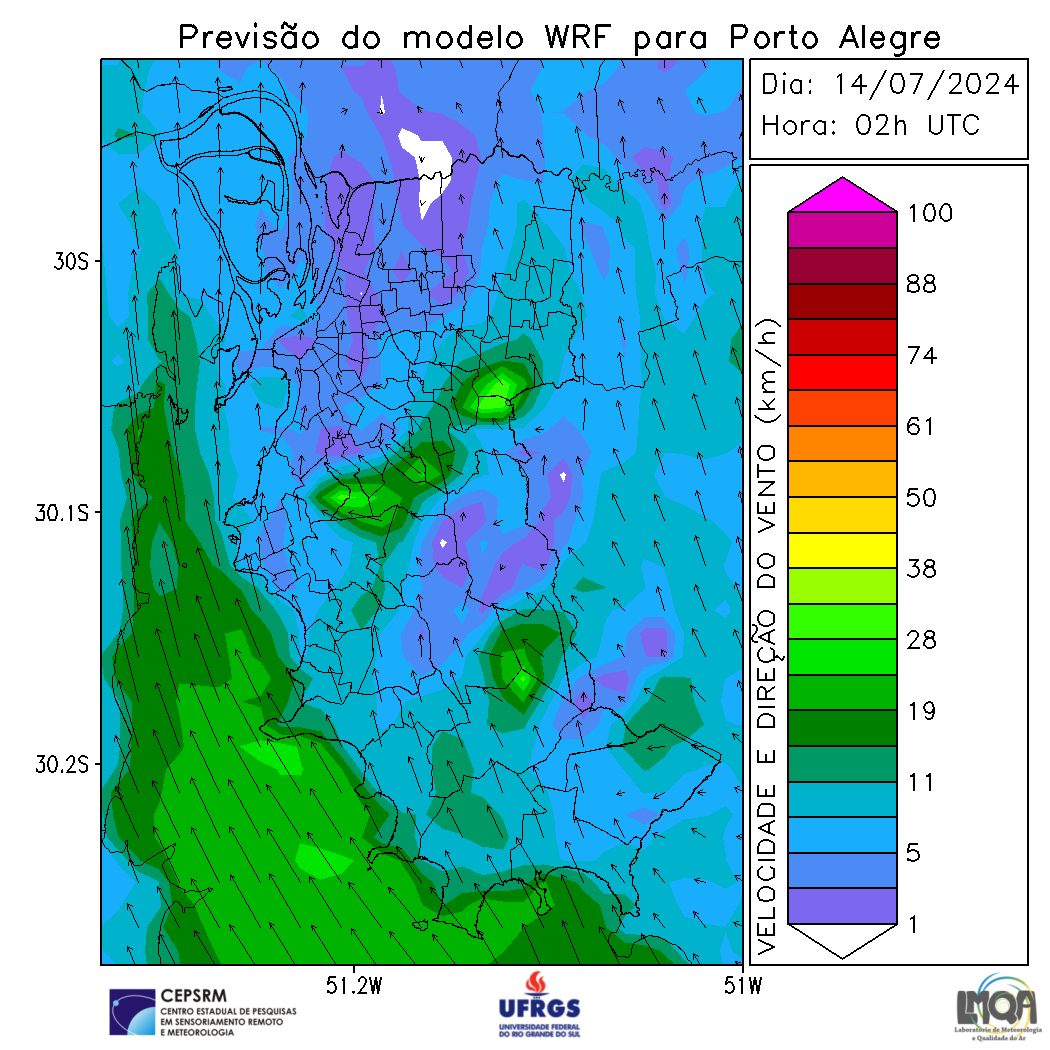 Previsão do modelo WRF para Porto Alegre
Dia: 14/07/2024
Hora: 02h UTC
30S
30.1S
30.2S
51.2W
51W
VELOCIDADE E DIREÇÃO DO VENTO (km/h)
100
88
74
61
50
38
28
19
11
5
1
CEPSRM
CENTRO ESTADUAL DE PESQUISAS
EM SENSORIAMENTO REMOTO
E METEOROLOGIA
UFRGS
UNIVERSIDADE FEDERAL
DO RIO GRANDE DO SUL
LMQA
Laboratório de Meteorologia
e Qualidade do Ar